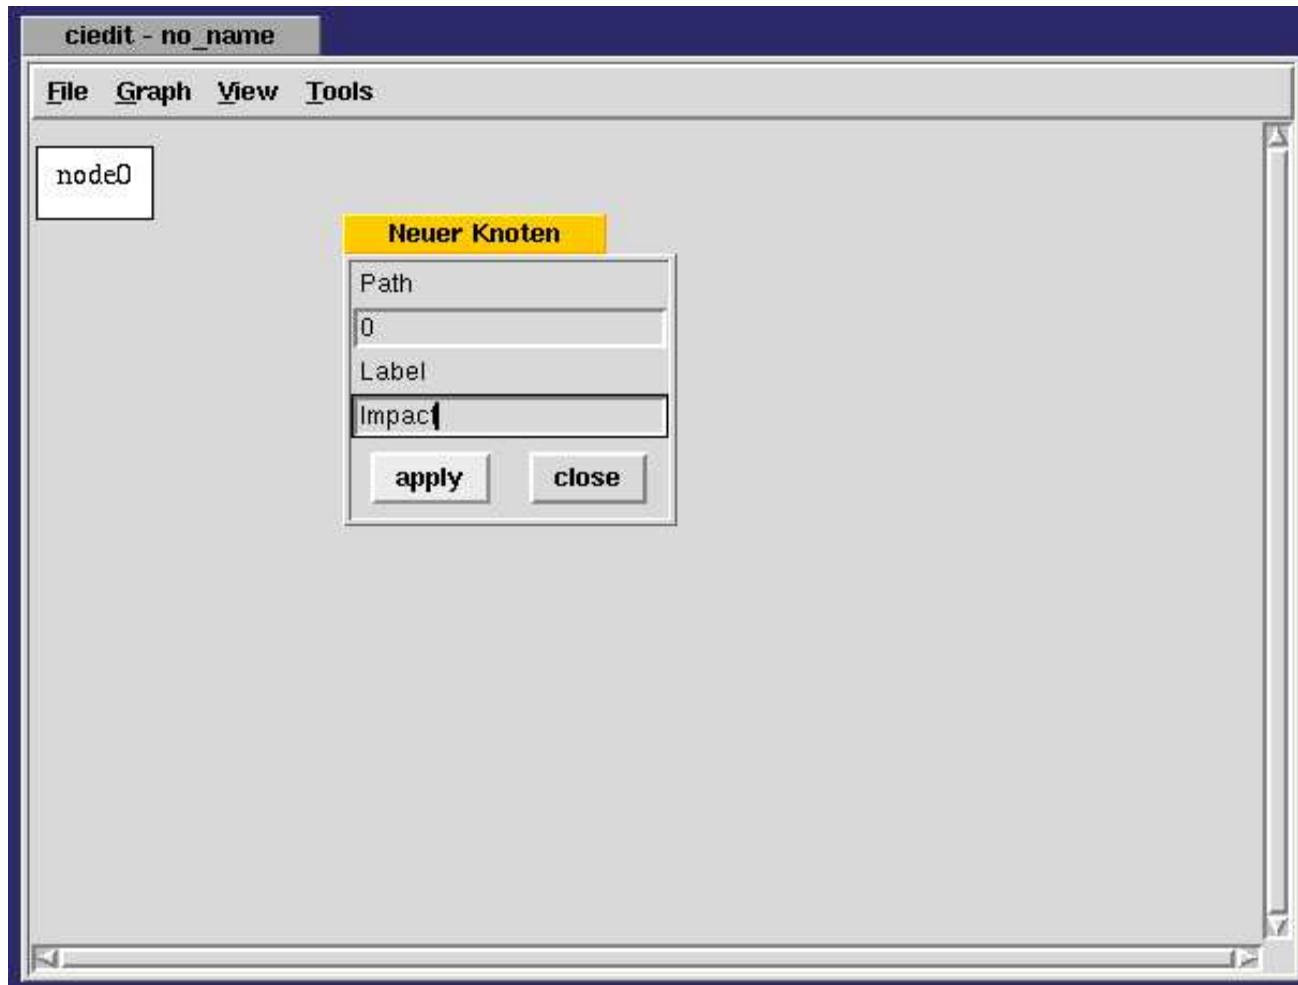 ciedit - no_name
File Graph View Tools
node0
Neuer Knoten
Path
0
Label
Impact
apply close